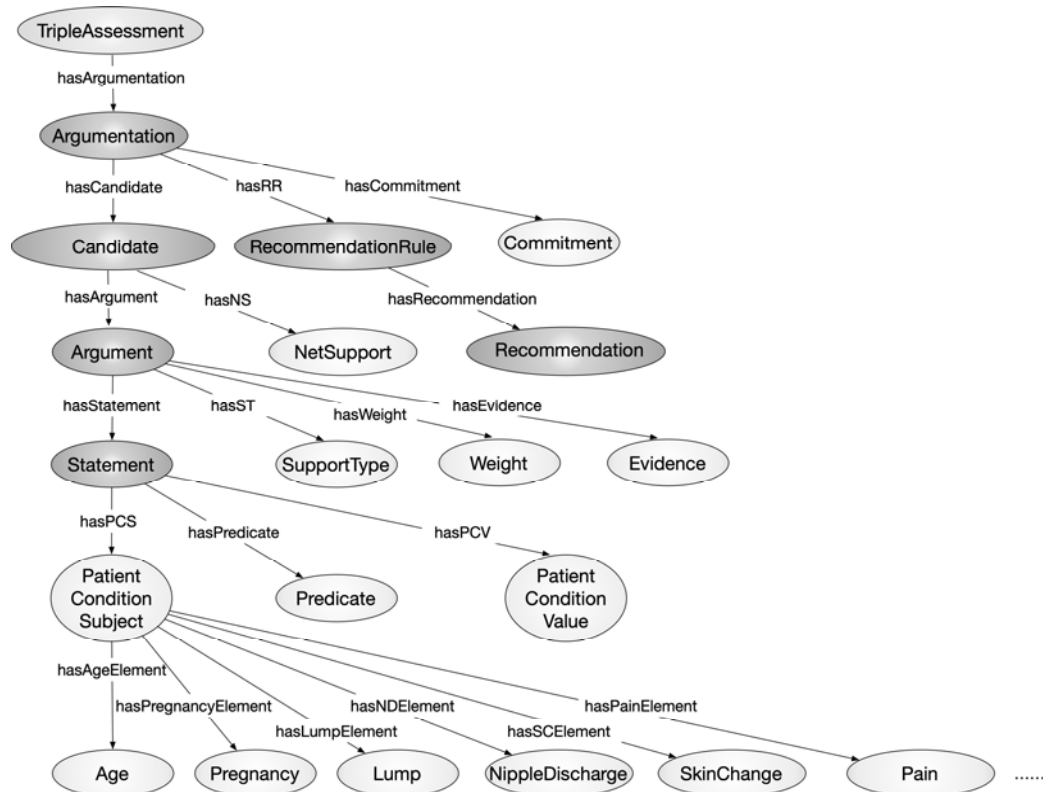 TripleAssessment
hasArgumentation
Argumentation
hasCandidate
hasRR
hasCommitment
Candidate
RecommendationRule
Commitment
hasArgument
hasNS
hasRecommendation
Argument
NetSupport
Recommendation
hasStatement
hasST
hasWeight
hasEvidence
Statement
SupportType
Weight
Evidence
hasPCS
hasPredicate
hasPCV
Patient
Condition
Subject
Predicate
Patient
Condition
Value
hasAgeElement
hasPregnancyElement
hasLumpElement
hasNDElement
hasSCElement
hasPainElement
Age
Pregnancy
Lump
NippleDischarge
SkinChange
Pain
......